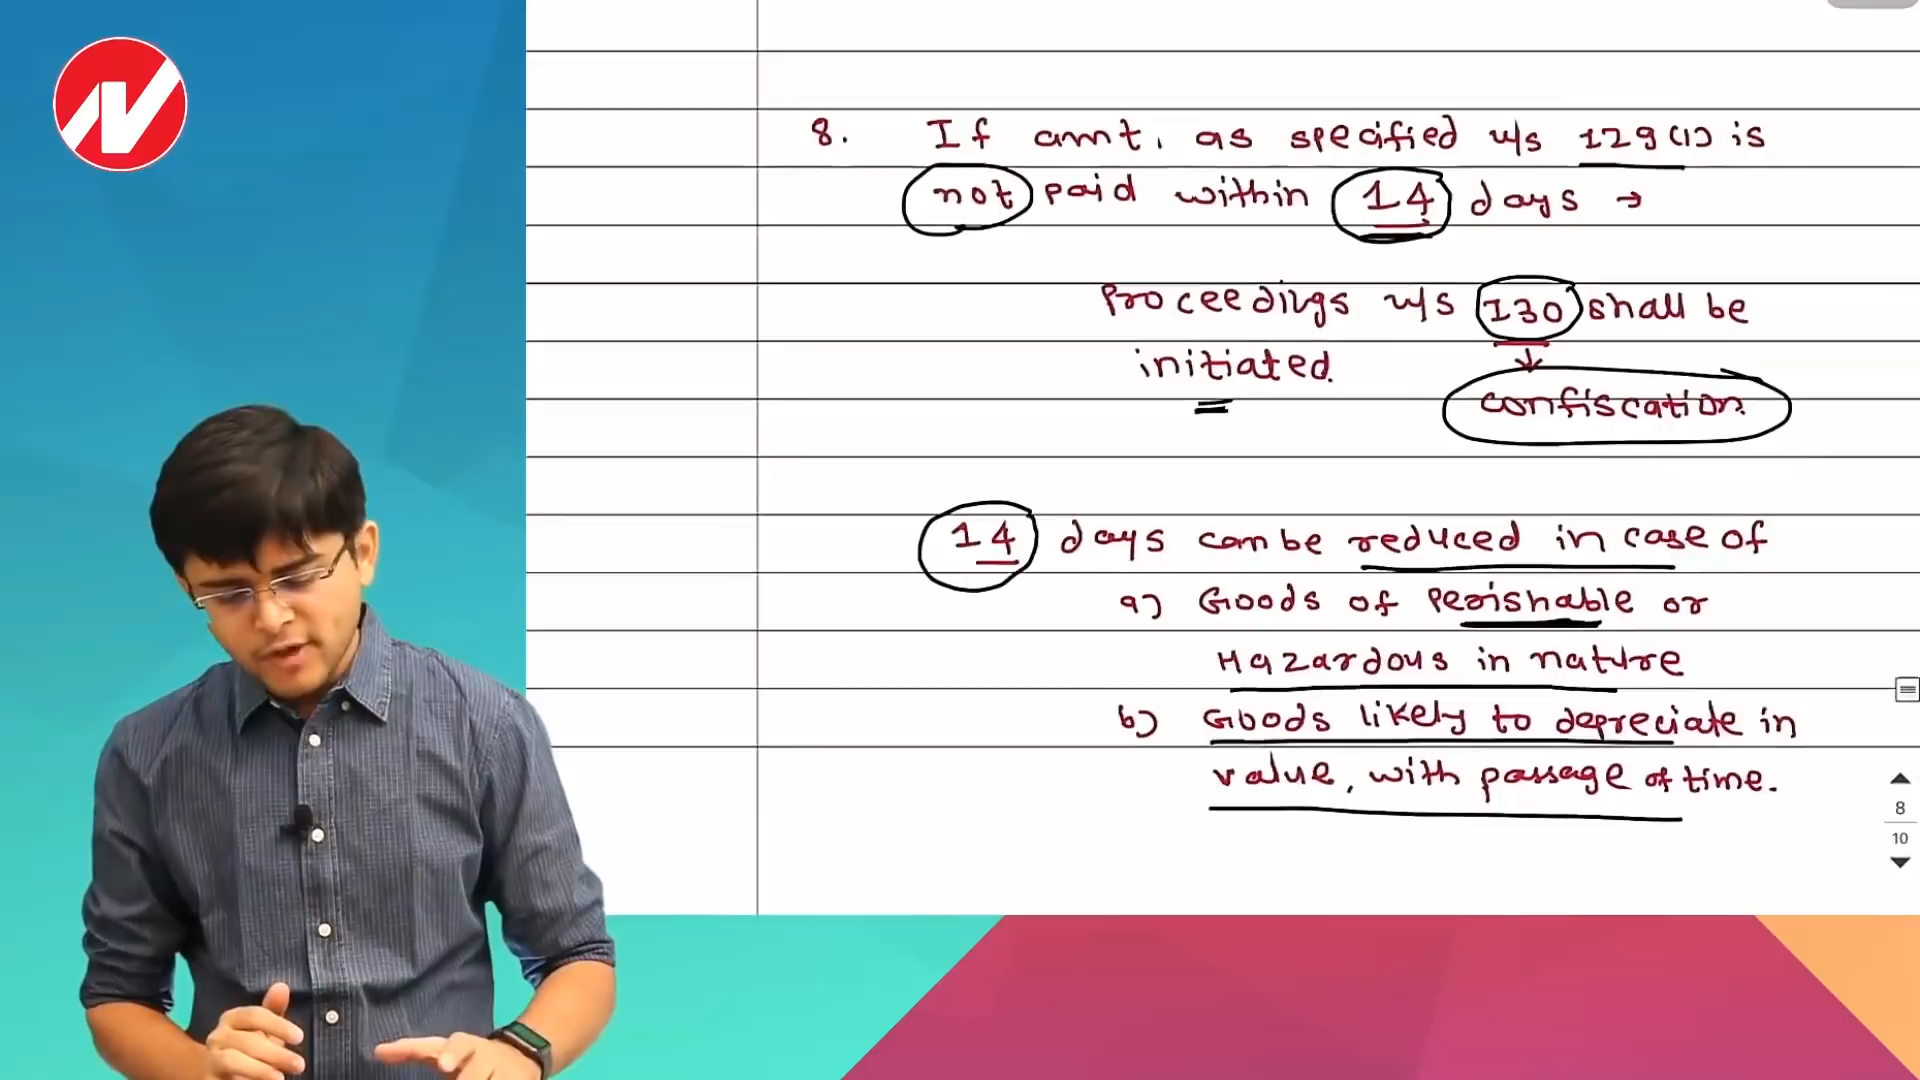 8. If amt. as specified u/s 129(1) is
not paid within 14 days →
Proceedings u/s 130 shall be
initiated.
↓
confiscation.
14 days can be reduced in case of
a) Goods of Perishable or
Hazardous in nature
b) Goods likely to depreciate in
value, with passage of time.
8
10